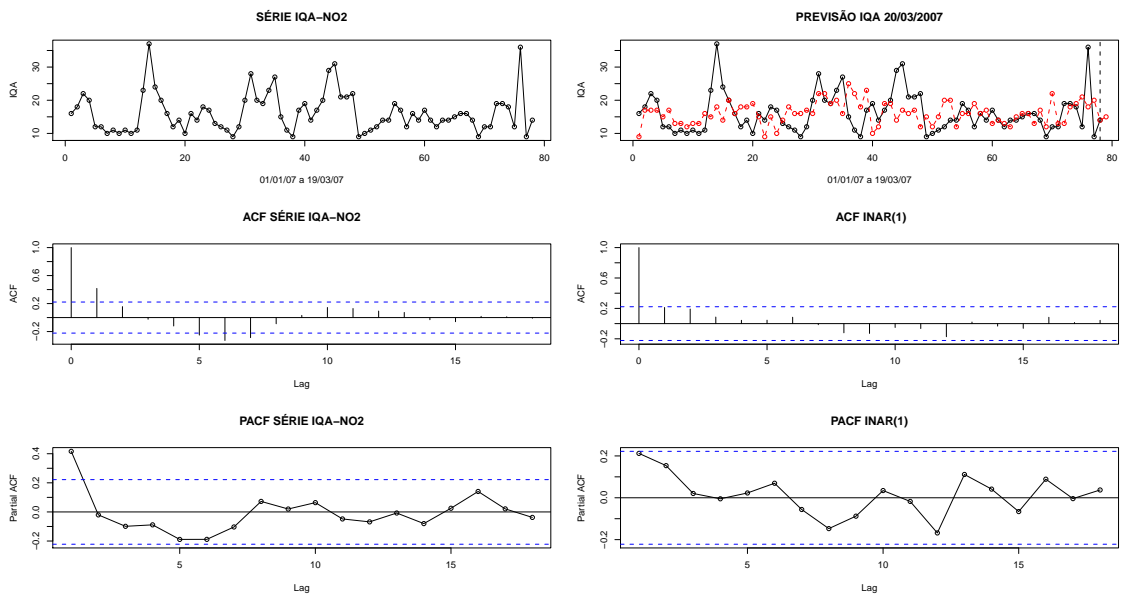 SÉRIE IQA−NO2
IQA
10 20 30
0 20 40 60 80
01/01/07 a 19/03/07
PREVISÃO IQA 20/03/2007
IQA
10 20 30
0 20 40 60 80
01/01/07 a 19/03/07
ACF SÉRIE IQA−NO2
ACF
−0.2 0.2 0.6 1.0
0 5 10 15
Lag
ACF INAR(1)
ACF
−0.2 0.2 0.6 1.0
0 5 10 15
Lag
PACF SÉRIE IQA−NO2
Partial ACF
−0.2 0.0 0.2 0.4
5 10 15
Lag
PACF INAR(1)
Partial ACF
−0.2 0.0 0.2
5 10 15
Lag